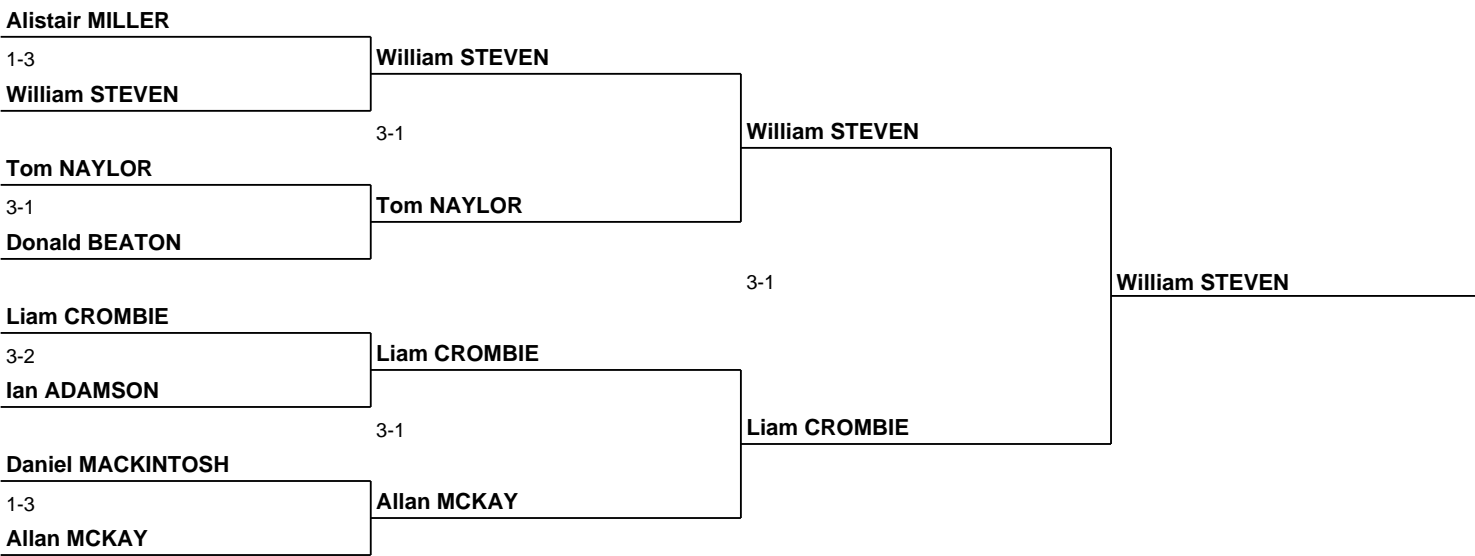 Alistair MILLER
1-3
William STEVEN
William STEVEN
3-1
William STEVEN
Tom NAYLOR
3-1
Tom NAYLOR
Donald BEATON
3-1
William STEVEN
Liam CROMBIE
3-2
Liam CROMBIE
Ian ADAMSON
3-1
Liam CROMBIE
Daniel MACKINTOSH
1-3
Allan MCKAY
Allan MCKAY